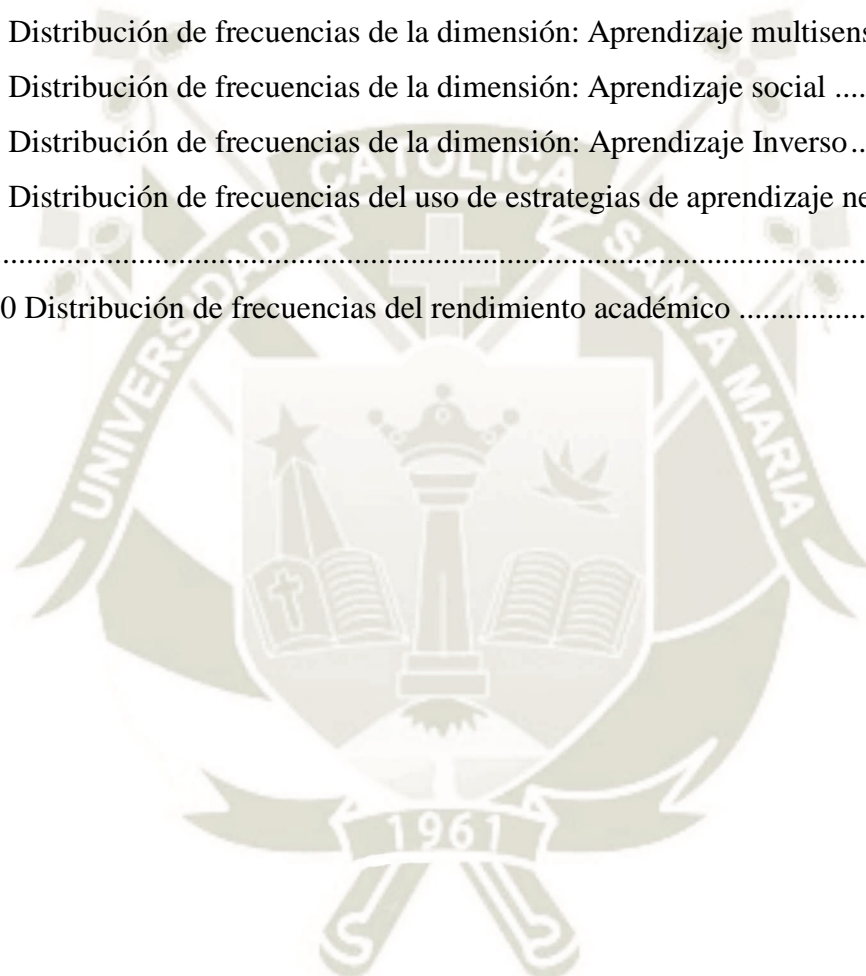 Distribución de frecuencias de la dimensión: Aprendizaje
Distribución de frecuencias de la dimensión: Aprendizaje social ....
Distribución de frecuencias de la dimensión: Aprendizaje Inverso ..
Distribución de frecuencias del uso de estrategias de aprendizaje
................................................................................................................
0 Distribución de frecuencias del rendimiento académico ................
UNIVERSIDAD CATOLICA SANTA MARIA
1961